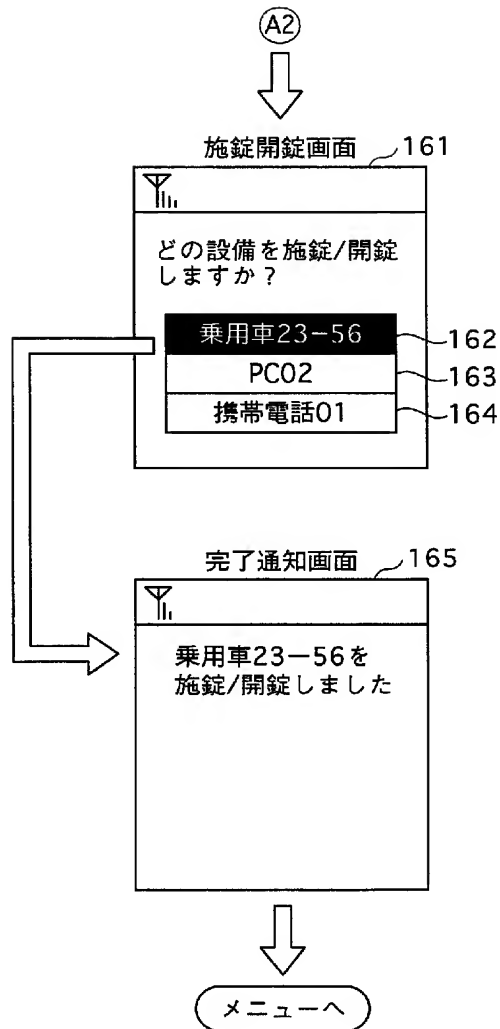 A2
施錠開錠画面
161
どの設備を施錠/開錠
しますか？
乗用車23-56
162
PC02
163
携帯電話01
164
完了通知画面
165
乗用車23-56を
施錠/開錠しました
メニューへ